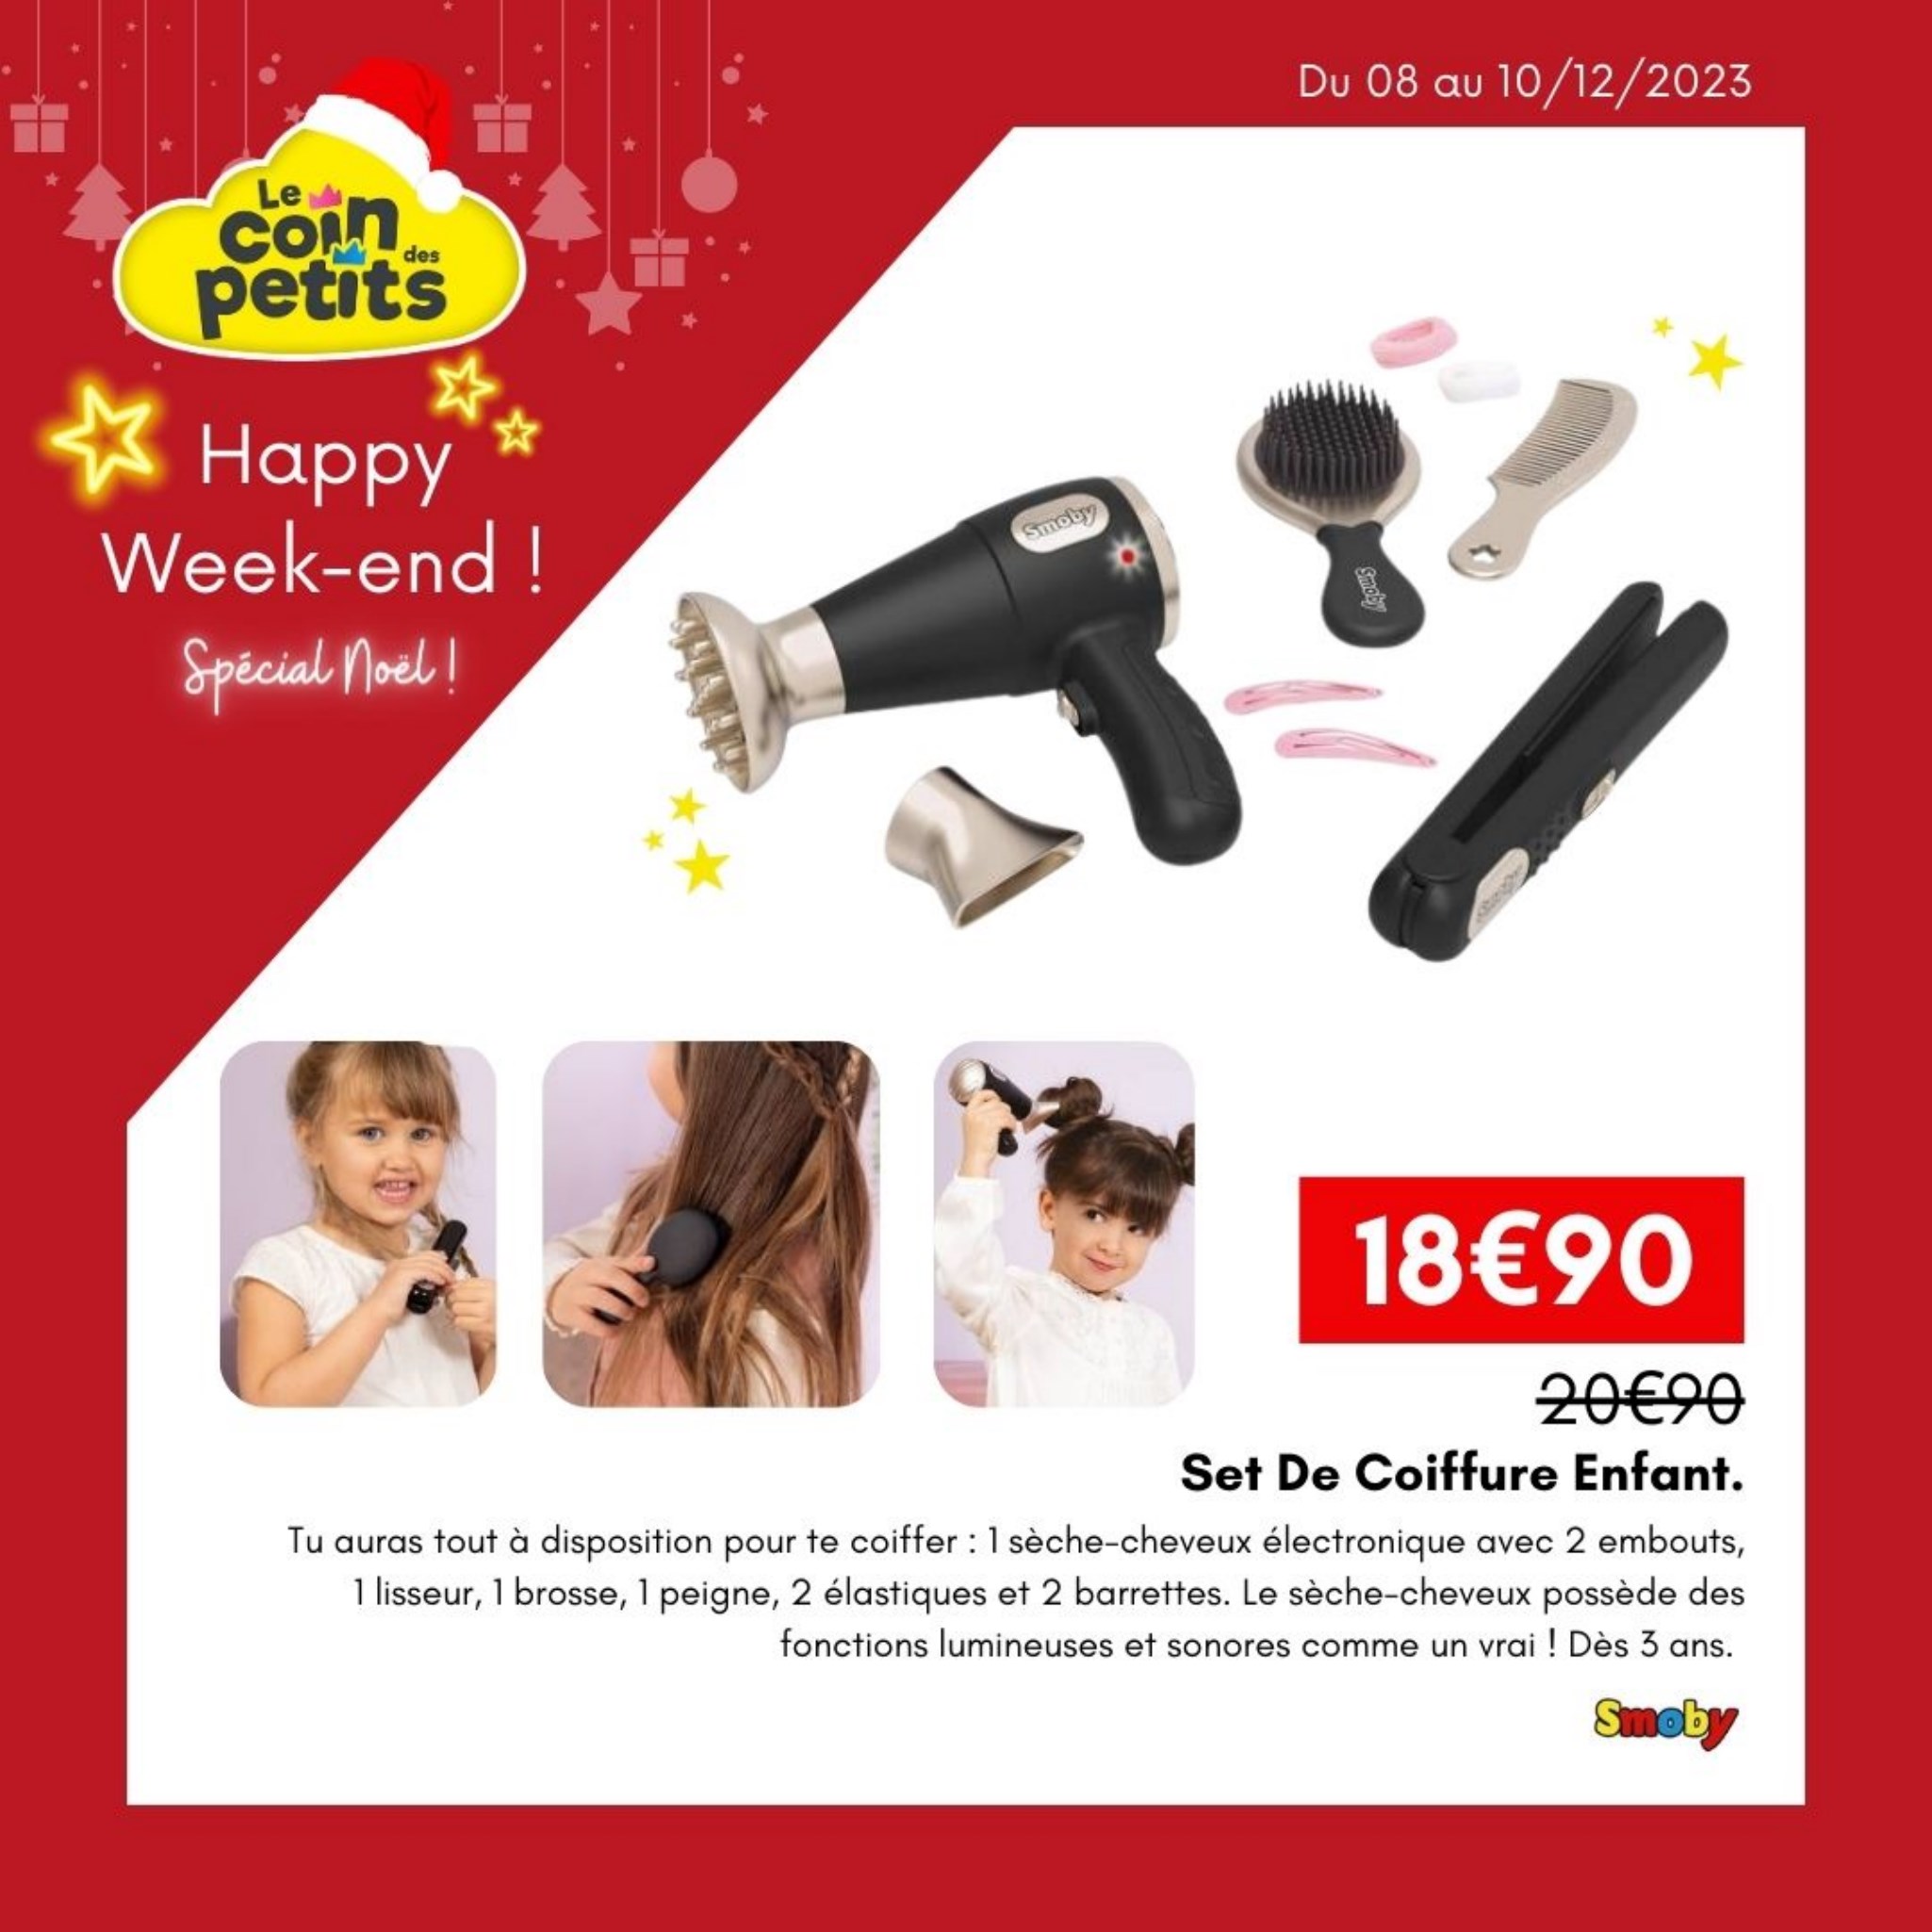 Du 08 au 10/12/2023
Le
coin des
petits
Happy
Week-end !
Spécial Noël !
Smoby
Smoby
18€90
20€90
Set De Coiffure Enfant.
Tu auras tout à disposition pour te coiffer : 1 sèche-cheveux électronique avec 2 embouts,
1 lisseur, 1 brosse, 1 peigne, 2 élastiques et 2 barrettes. Le sèche-cheveux possède des
fonctions lumineuses et sonores comme un vrai ! Dès 3 ans.
Smoby